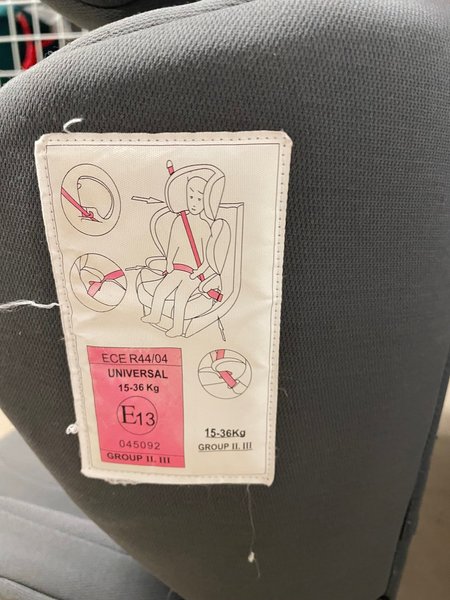 ECE R44/04
UNIVERSAL
15-36 Kg
E13
045092
GROUP II. III
15-36Kg
GROUP II. III